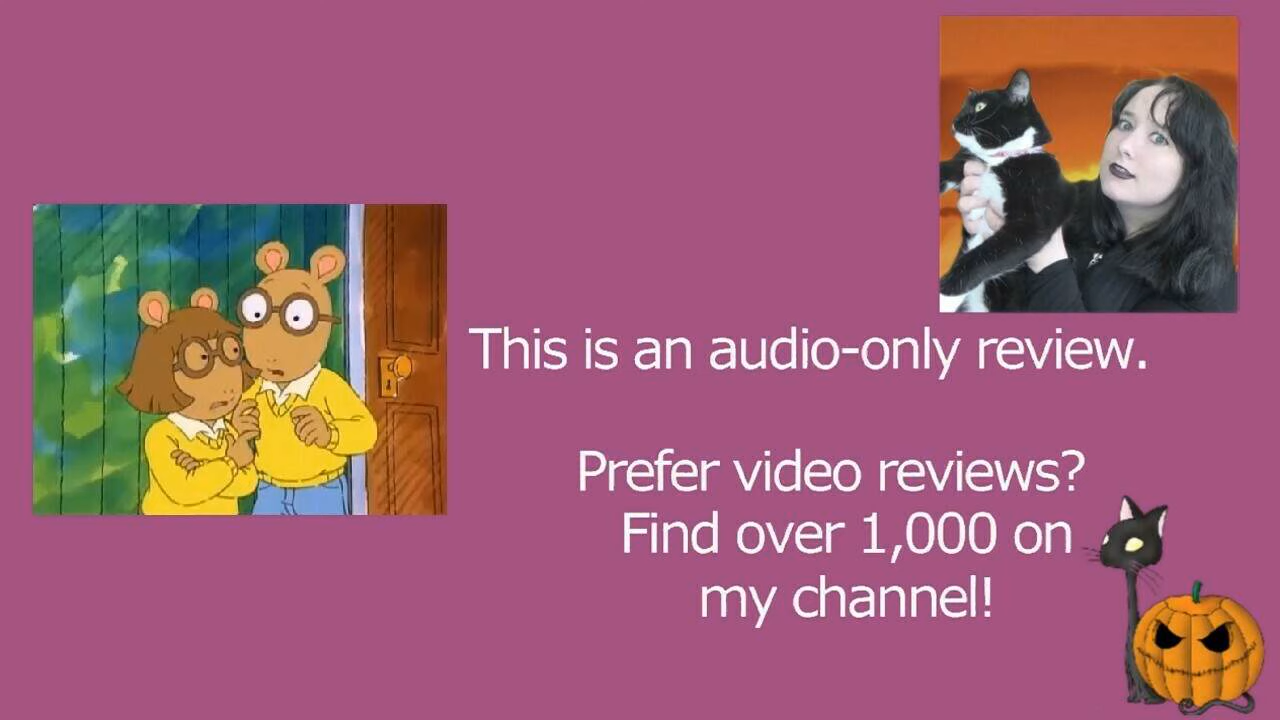 This is an audio-only review.
Prefer video reviews?
Find over 1,000 on
my channel!